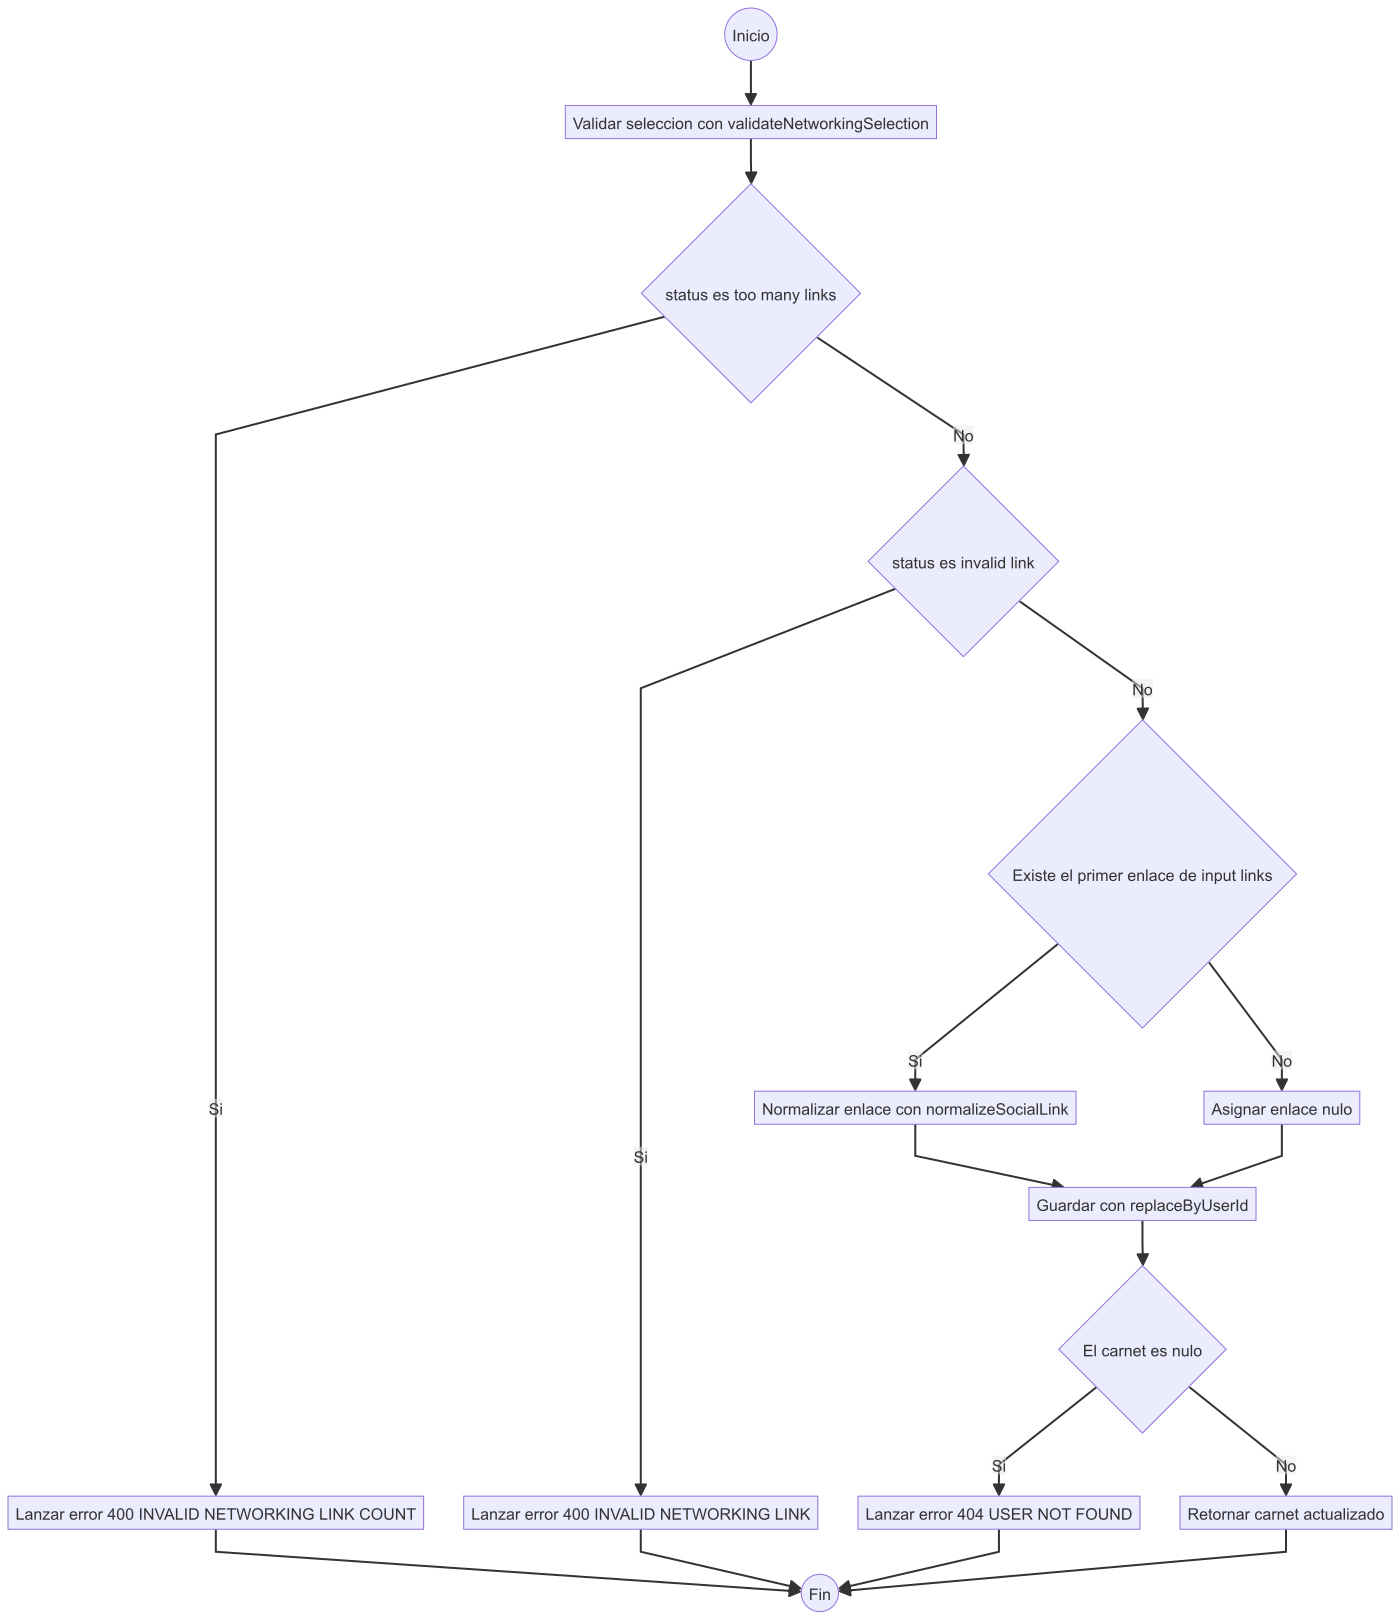 Inicio
Validar seleccion con validateNetworkingSelection
status es too many links
No
status es invalid link
No
Existe el primer enlace de input links
Si
No
Si
Normalizar enlace con normalizeSocialLink
Asignar enlace nulo
Si
Guardar con replaceByUserId
El carnet es nulo
Si
No
Lanzar error 400 INVALID NETWORKING LINK COUNT
Lanzar error 400 INVALID NETWORKING LINK
Lanzar error 404 USER NOT FOUND
Retornar carnet actualizado
Fin